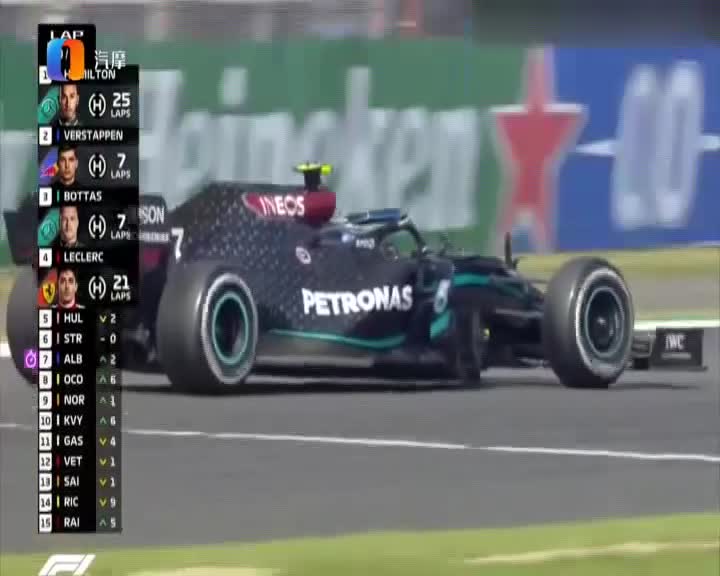 LAP
汽摩
1 HAMILTON
H 25 LAPS
2 VERSTAPPEN
H 7 LAPS
3 BOTTAS
H 7 LAPS
4 LECLERC
H 21 LAPS
5 HUL 2
6 STR - 0
7 ALB 2
8 OCO 6
9 NOR 1
10 KVY 6
11 GAS 4
12 VET 1
13 SAI 1
14 RIC 9
15 RAI 5
F1
Heineken
00
INEOS
7
PETRONAS
IWC